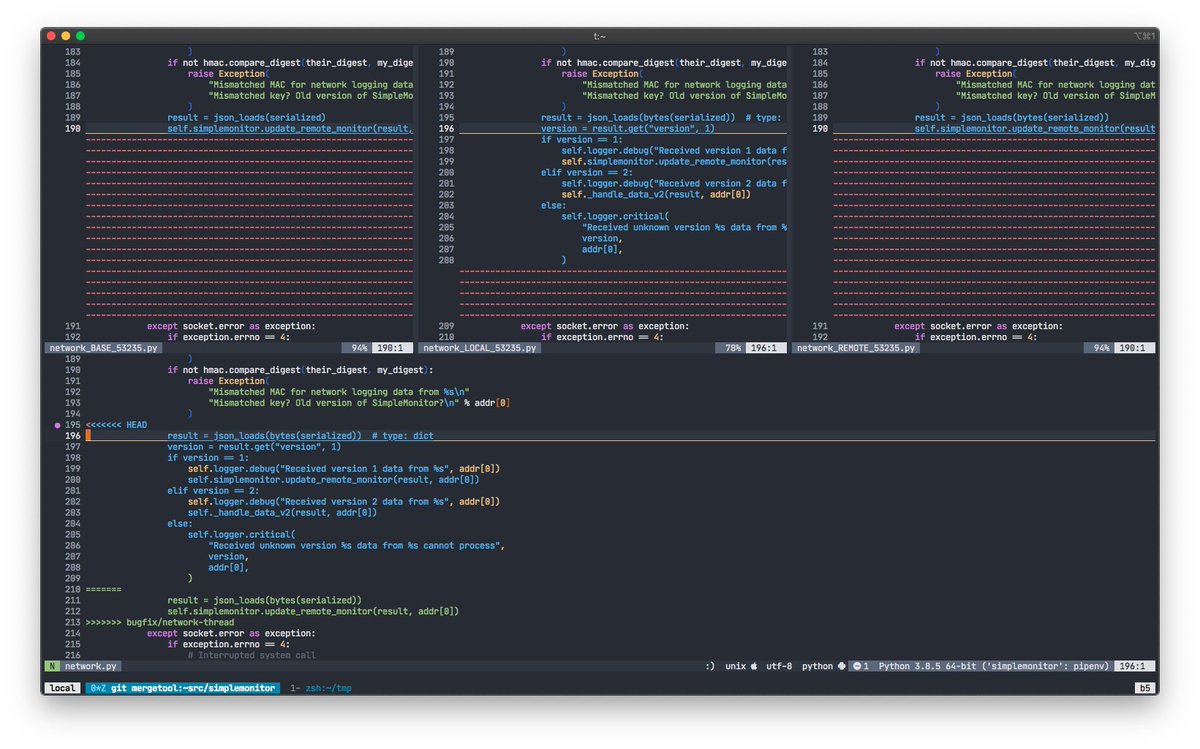 t:~
⌥⌘1
183 )
184 if not hmac.compare_digest(their_digest, my_dige
185 raise Exception(
186 "Mismatched MAC for network logging data
187 "Mismatched key? Old version of SimpleMo
188 )
189 result = json_loads(serialized)
190 self.simplemonitor.update_remote_monitor(result,
191 except socket.error as exception:
192 if exception.errno == 4:
network_BASE_53235.py 94% 190:1
189 )
190 if not hmac.compare_digest(their_digest, my_dige
191 raise Exception(
192 "Mismatched MAC for network logging data
193 "Mismatched key? Old version of SimpleMo
194 )
195 result = json_loads(bytes(serialized)) # type:
196 version = result.get("version", 1)
197 if version == 1:
198 self.logger.debug("Received version 1 data f
199 self.simplemonitor.update_remote_monitor(res
200 elif version == 2:
201 self.logger.debug("Received version 2 data f
202 self._handle_data_v2(result, addr[0])
203 else:
204 self.logger.critical(
205 "Received unknown version %s data from %
206 version,
207 addr[0],
208 )
209 except socket.error as exception:
210 if exception.errno == 4:
network_LOCAL_53235.py 78% 196:1
183 )
184 if not hmac.compare_digest(their_digest, my_dig
185 raise Exception(
186 "Mismatched MAC for network logging dat
187 "Mismatched key? Old version of SimpleM
188 )
189 result = json_loads(bytes(serialized))
190 self.simplemonitor.update_remote_monitor(result
191 except socket.error as exception:
192 if exception.errno == 4:
network_REMOTE_53235.py 94% 190:1
189 )
190 if not hmac.compare_digest(their_digest, my_digest):
191 raise Exception(
192 "Mismatched MAC for network logging data from %s\n"
193 "Mismatched key? Old version of SimpleMonitor?\n" % addr[0]
194 )
195 <<<<<<< HEAD
196 result = json_loads(bytes(serialized)) # type: dict
197 version = result.get("version", 1)
198 if version == 1:
199 self.logger.debug("Received version 1 data from %s", addr[0])
200 self.simplemonitor.update_remote_monitor(result, addr[0])
201 elif version == 2:
202 self.logger.debug("Received version 2 data from %s", addr[0])
203 self._handle_data_v2(result, addr[0])
204 else:
205 self.logger.critical(
206 "Received unknown version %s data from %s cannot process",
207 version,
208 addr[0],
209 )
210 =======
211 result = json_loads(bytes(serialized))
212 self.simplemonitor.update_remote_monitor(result, addr[0])
213 >>>>>>> bugfix/network-thread
214 except socket.error as exception:
215 if exception.errno == 4:
216 # Interrupted system call
N network.py :) unix utf-8 python 1 Python 3.8.5 64-bit ('simplemonitor': pipenv) 196:1
local 0*Z git mergetool:~src/simplemonitor 1- zsh:~/tmp b5